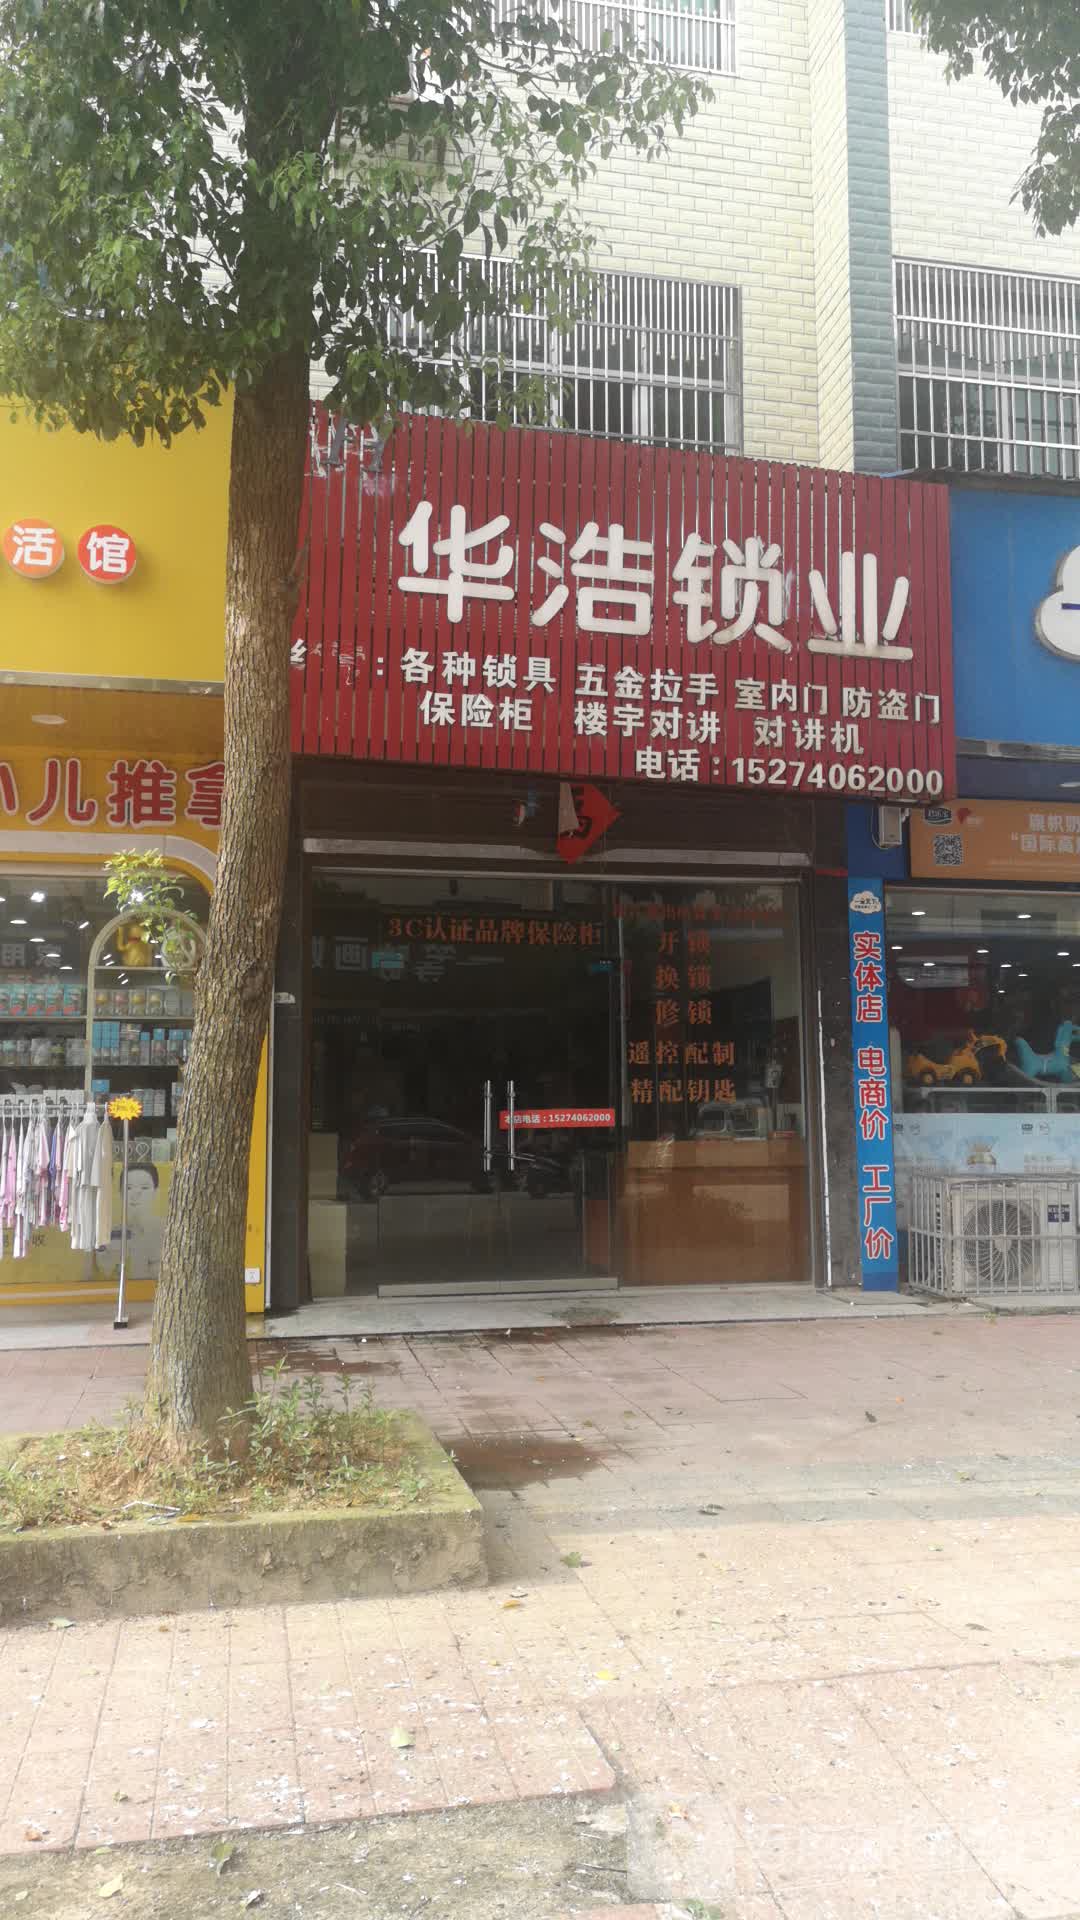 活馆
小儿推拿
华浩锁业
：各种锁具 五金拉手 室内门 防盗门
保险柜 楼宇对讲 对讲机
电话：15274062000
3C认证品牌保险柜
开锁
换锁
修锁
遥控配制
精配钥匙
本店电话：15274062000
实体店 电商价 工厂价
旗帜奶
“国际高